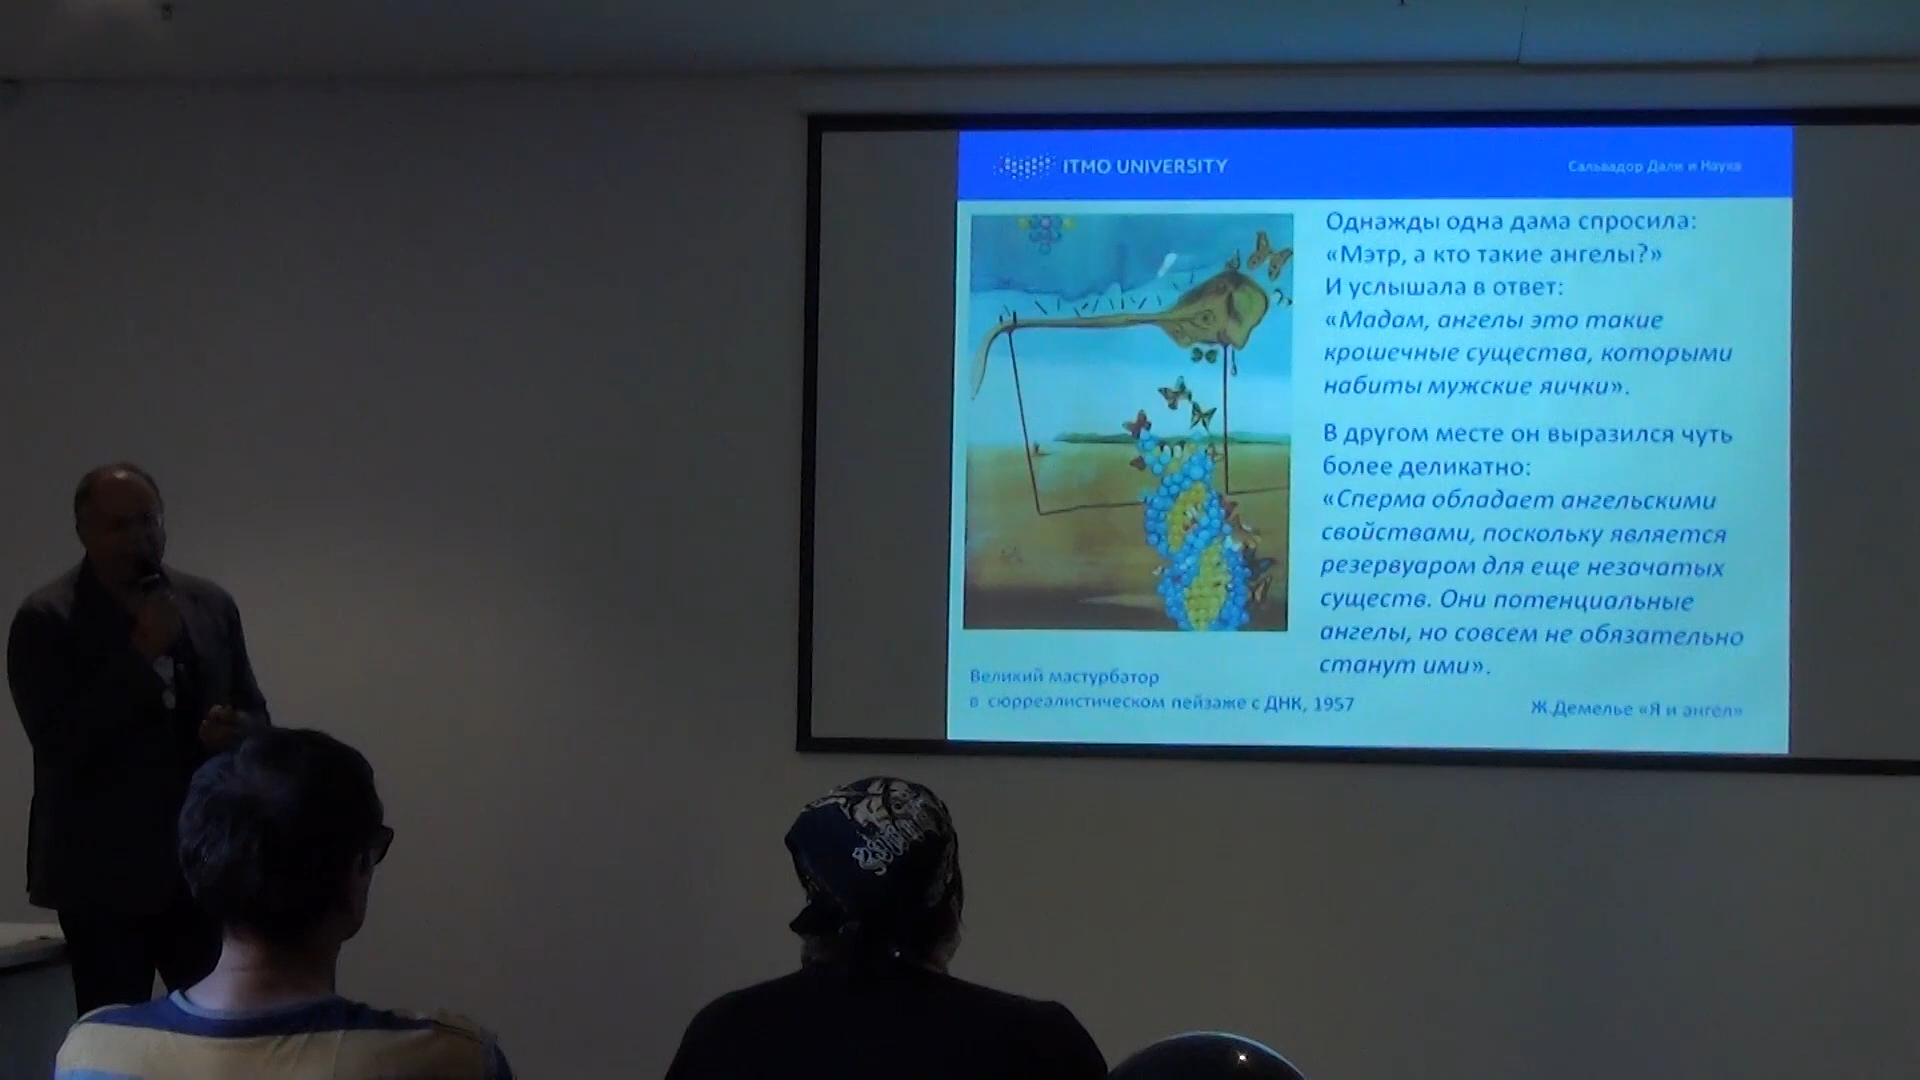 ITMO UNIVERSITY
Сальвадор Дали и Наука
Однажды одна дама спросила:
«Мэтр, а кто такие ангелы?»
И услышала в ответ:
«Мадам, ангелы это такие
крошечные существа, которыми
набиты мужские яички».
В другом месте он выразился чуть
более деликатно:
«Сперма обладает ангельскими
свойствами, поскольку является
резервуаром для еще незачатых
существ. Они потенциальные
ангелы, но совсем не обязательно
станут ими».
Великий мастурбатор
в сюрреалистическом пейзаже с ДНК, 1957
Ж.Демелье «Я и ангел»